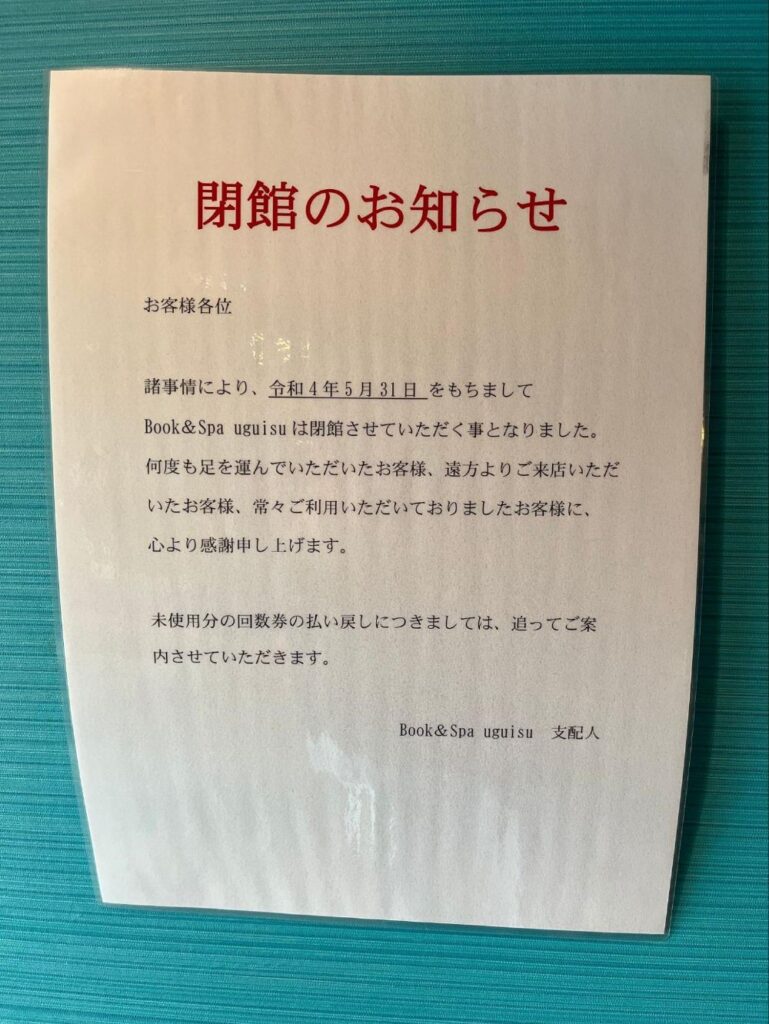 閉館のお知らせ
お客様各位
諸事情により、令和4年5月31日 をもちまして
Book＆Spa uguisuは閉館させていただく事となりました。
何度も足を運んでいただいたお客様、遠方よりご来店いただ
いたお客様、常々ご利用いただいておりましたお客様に、
心より感謝申し上げます。
未使用分の回数券の払い戻しにつきましては、追ってご案
内させていただきます。
Book＆Spa uguisu　支配人